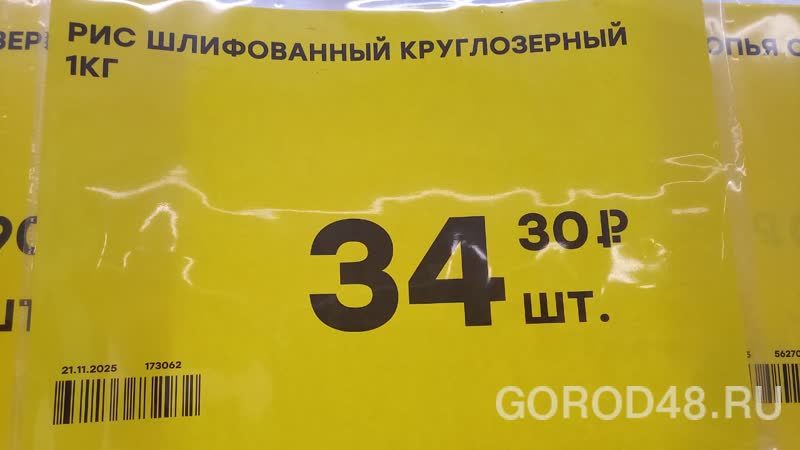 РИС ШЛИФОВАННЫЙ КРУГЛОЗЕРНЫЙ
1КГ
34 30 ₽
ШТ.
21.11.2025 173062
GOROD48.RU